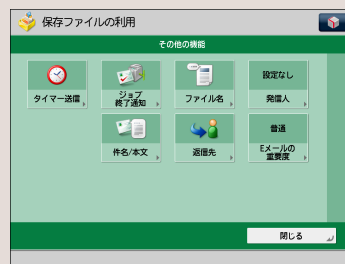 保存ファイルの利用
その他の機能
タイマー送信
ジョブ
終了通知
ファイル名
設定なし
発信人
件名/本文
返信先
普通
Eメールの
重要度
閉じる